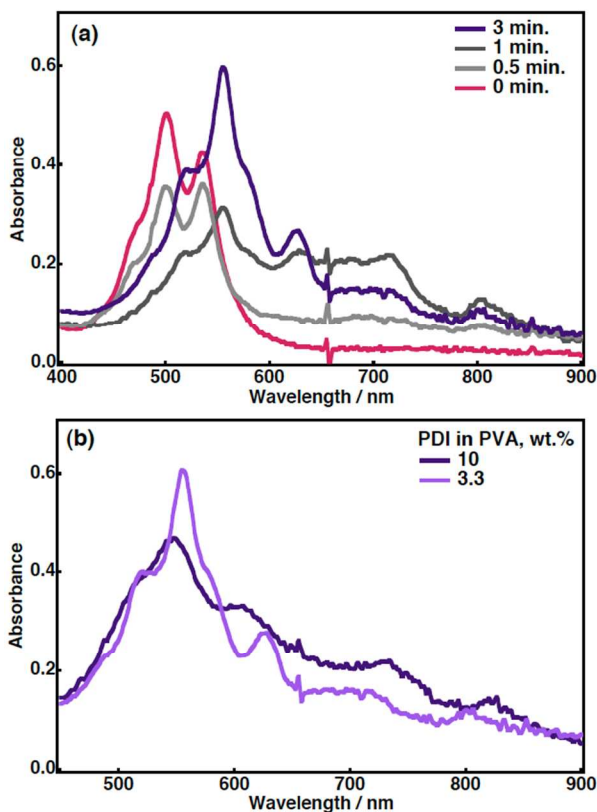 (a)
3 min.
1 min.
0.5 min.
0 min.
0.6
0.4
0.2
0.0
Absorbance
400 500 600 700 800 900
Wavelength / nm
(b)
PDI in PVA, wt.%
10
3.3
0.6
0.4
0.2
0.0
Absorbance
500 600 700 800 900
Wavelength / nm